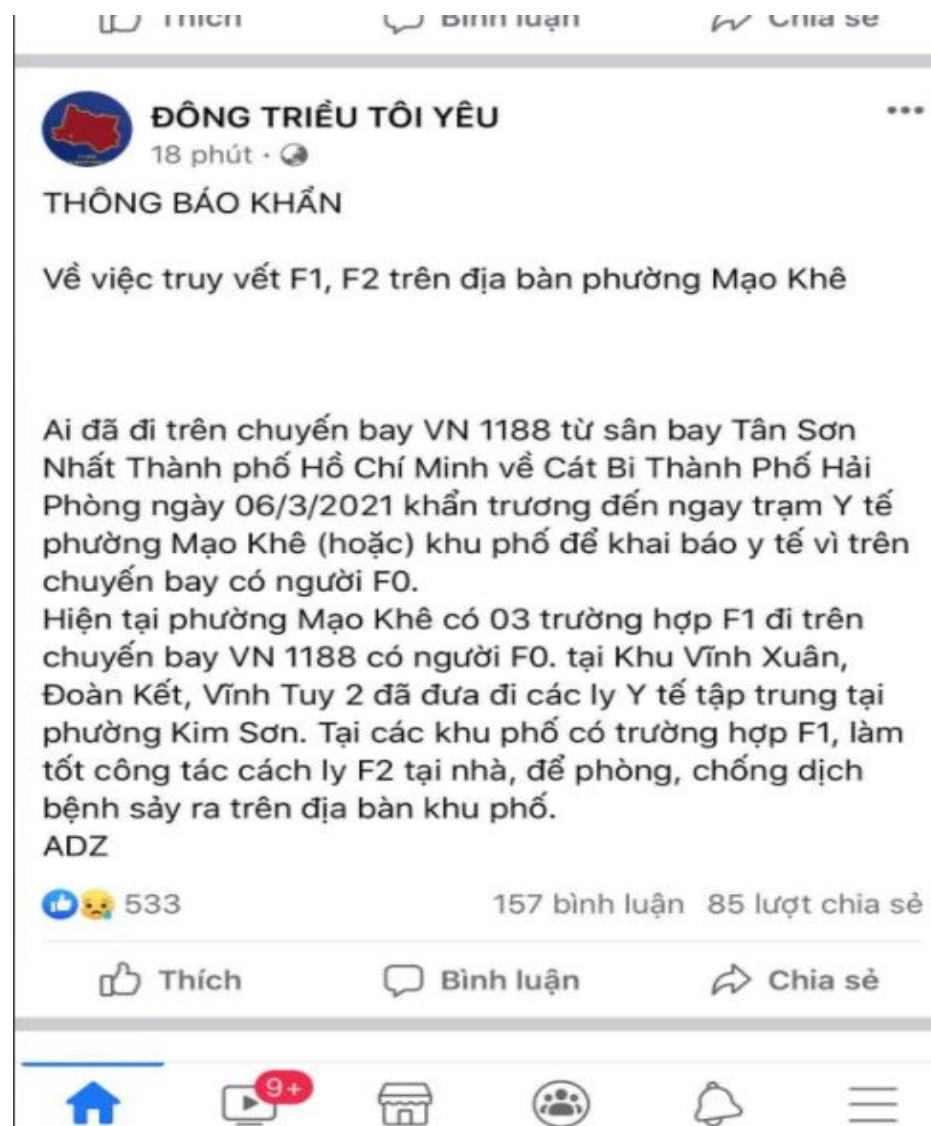 Thích Bình luận Chia sẻ
ĐÔNG TRIỀU TÔI YÊU
18 phút ·
THÔNG BÁO KHẨN
Về việc truy vết F1, F2 trên địa bàn phường Mạo Khê
Ai đã đi trên chuyến bay VN 1188 từ sân bay Tân Sơn
Nhất Thành phố Hồ Chí Minh về Cát Bi Thành Phố Hải
Phòng ngày 06/3/2021 khẩn trương đến ngay trạm Y tế
phường Mạo Khê (hoặc) khu phố để khai báo y tế vì trên
chuyến bay có người F0.
Hiện tại phường Mạo Khê có 03 trường hợp F1 đi trên
chuyến bay VN 1188 có người F0. tại Khu Vĩnh Xuân,
Đoàn Kết, Vĩnh Tuy 2 đã đưa đi các ly Y tế tập trung tại
phường Kim Sơn. Tại các khu phố có trường hợp F1, làm
tốt công tác cách ly F2 tại nhà, để phòng, chống dịch
bệnh sảy ra trên địa bàn khu phố.
ADZ
533 157 bình luận 85 lượt chia sẻ
Thích Bình luận Chia sẻ
9+